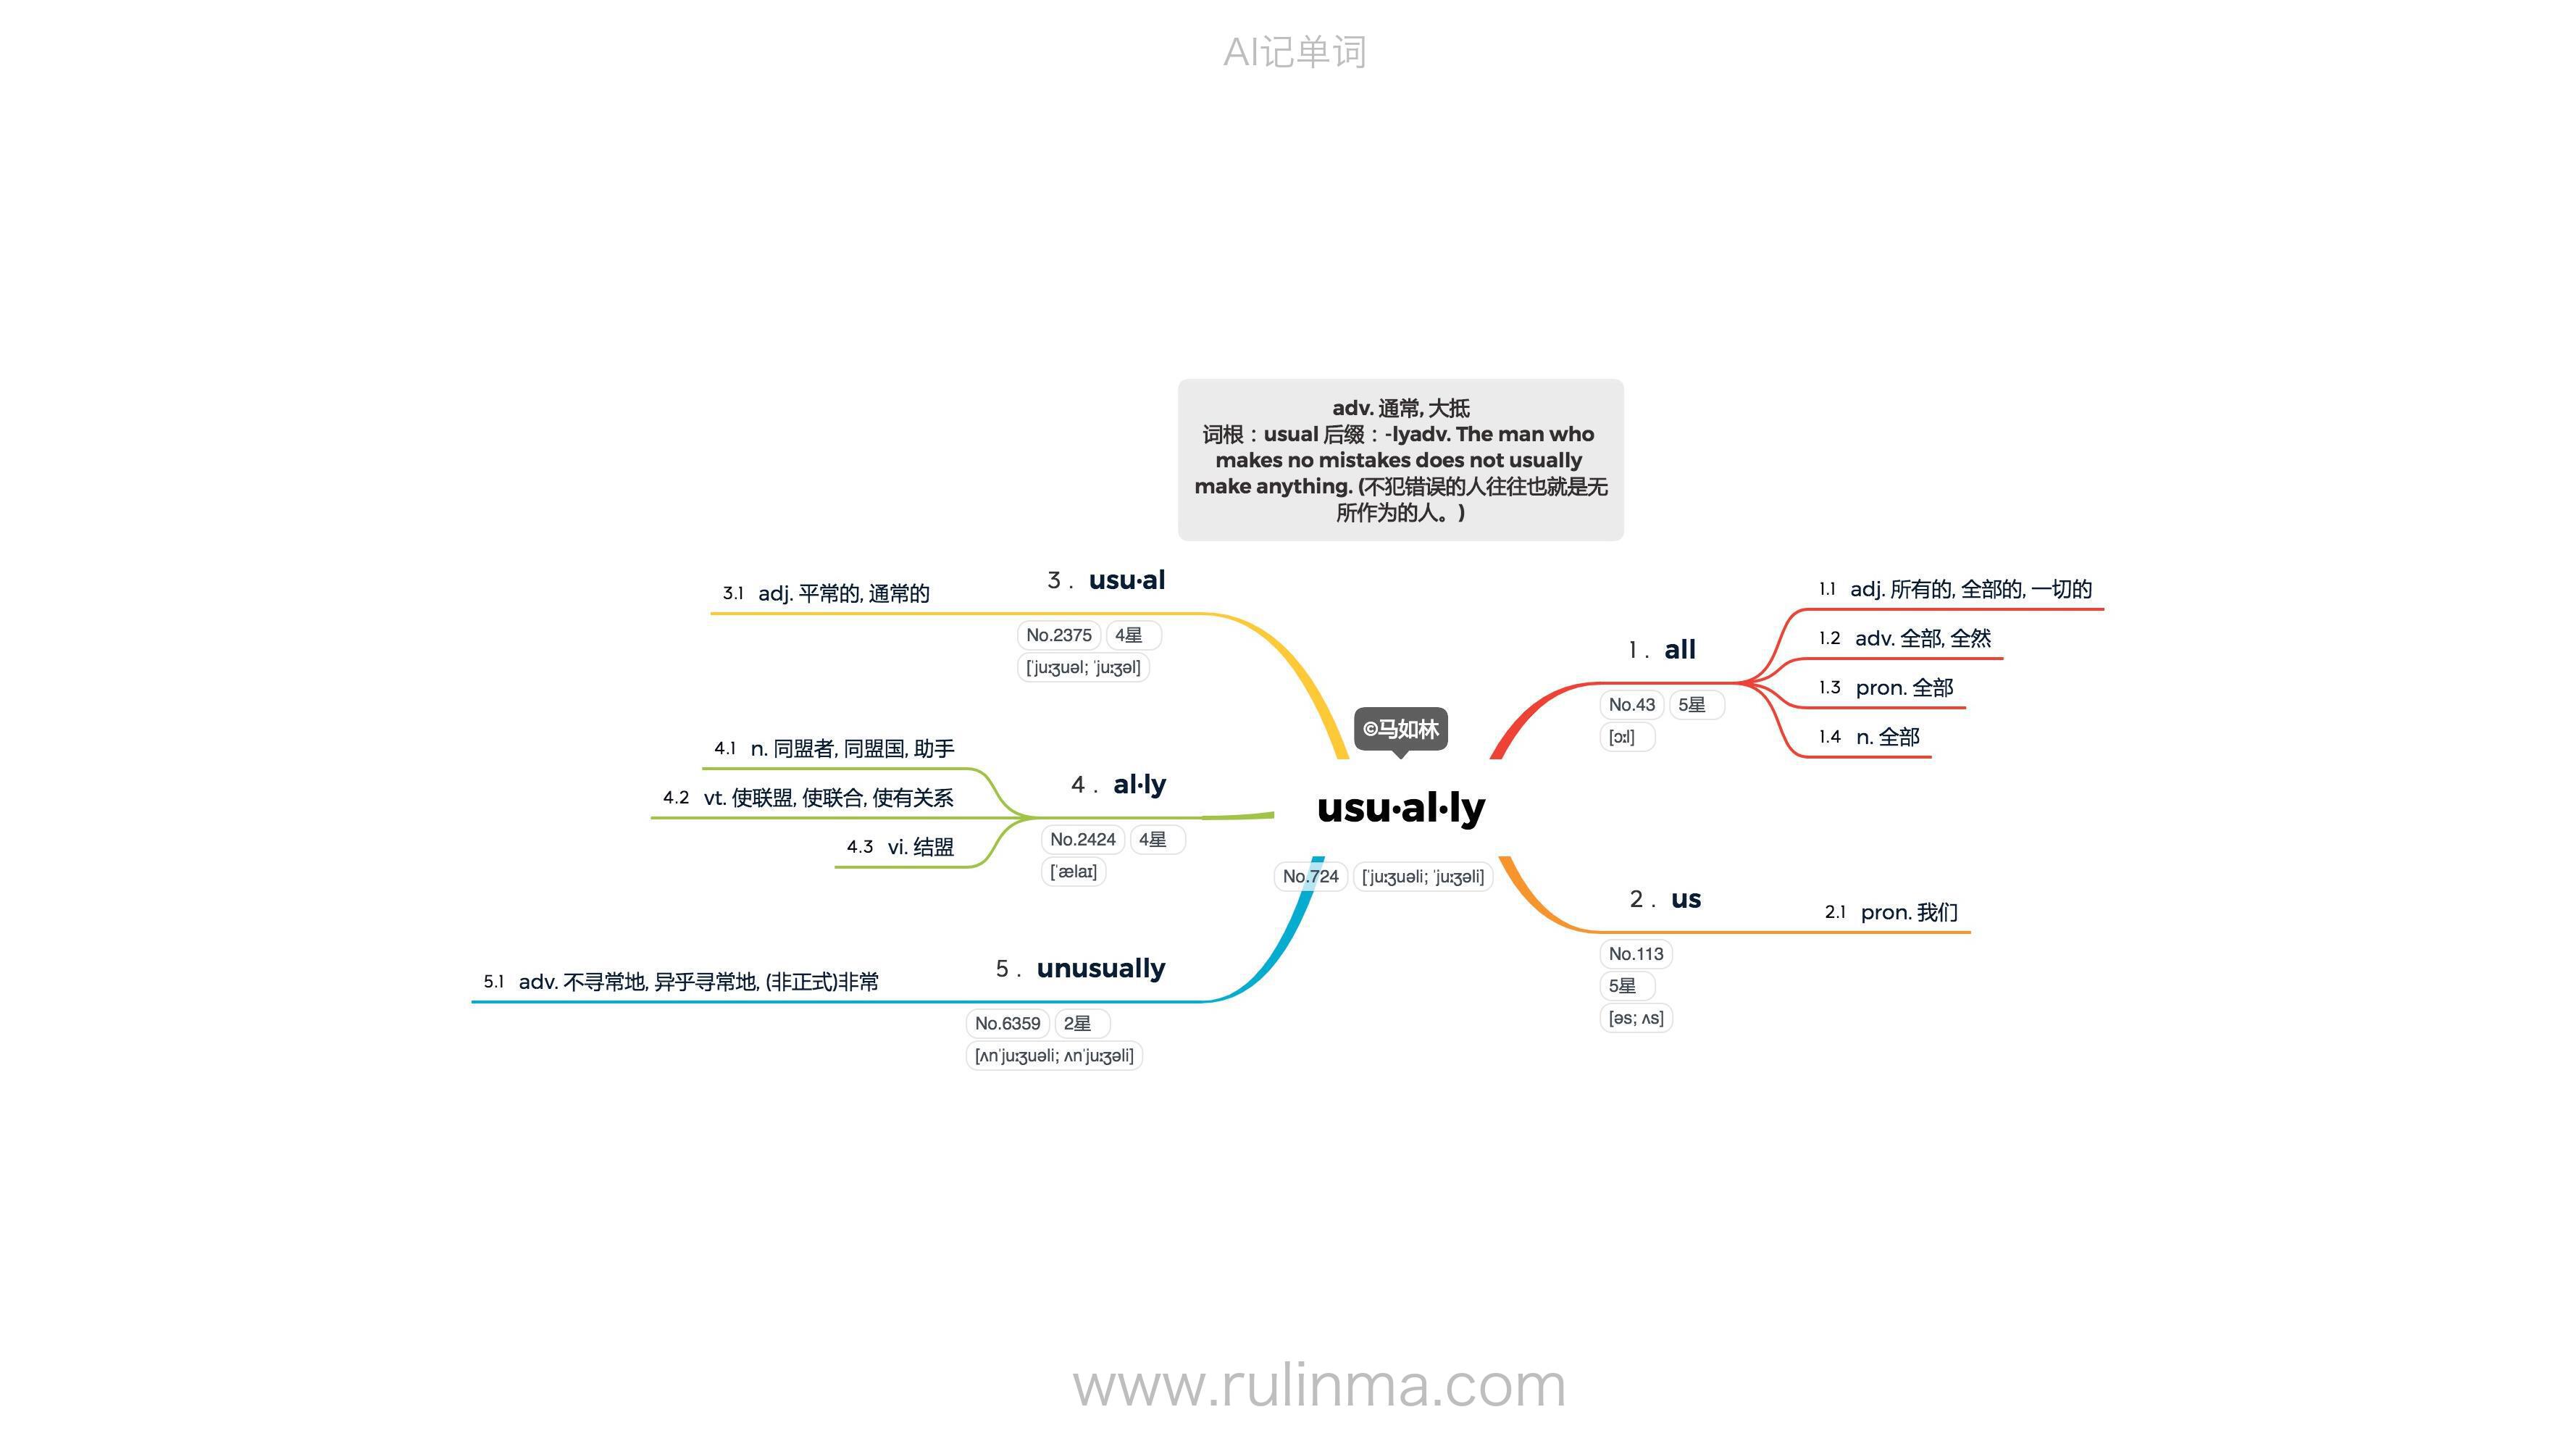 AI记单词
adv. 通常, 大抵
词根：usual 后缀：-lyadv. The man who
makes no mistakes does not usually
make anything. (不犯错误的人往往也就是无
所作为的人。)
©马如林
usu·al·ly
No.724 [ˈjuːʒuəli; ˈjuːʒəli]
1. all
No.43 5星
[ɔːl]
1.1 adj. 所有的, 全部的, 一切的
1.2 adv. 全部, 全然
1.3 pron. 全部
1.4 n. 全部
2. us
No.113
5星
[əs; ʌs]
2.1 pron. 我们
3. usu·al
No.2375 4星
[ˈjuːʒuəl; ˈjuːʒəl]
3.1 adj. 平常的, 通常的
4. al·ly
No.2424 4星
[ˈælaɪ]
4.1 n. 同盟者, 同盟国, 助手
4.2 vt. 使联盟, 使联合, 使有关系
4.3 vi. 结盟
5. unusually
No.6359 2星
[ʌnˈjuːʒuəli; ʌnˈjuːʒəli]
5.1 adv. 不寻常地, 异乎寻常地, (非正式)非常
www.rulinma.com